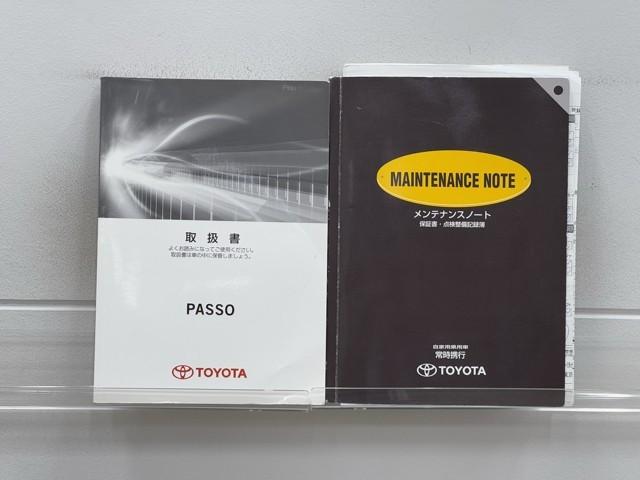 取扱書
よくお読みになってご使用ください。
取扱書は車の中に保管しましょう。
PASSO
TOYOTA
MAINTENANCE NOTE
メンテナンスノート
保証書・点検整備記録簿
自家用乗用車
常時携行
TOYOTA